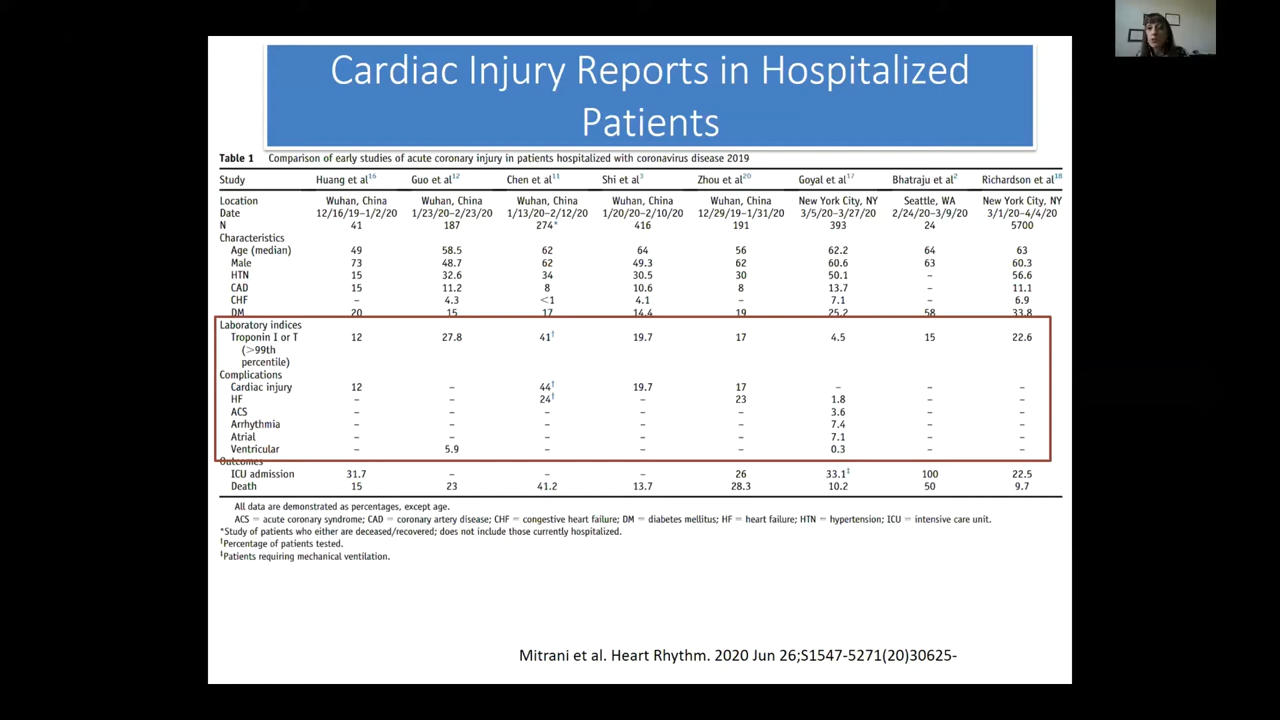 Cardiac Injury Reports in Hospitalized
Patients
Table 1 Comparison of early studies of acute coronary injury in patients hospitalized with coronavirus disease 2019
Study Huang et al16 Guo et al12 Chen et al11 Shi et al3 Zhou et al20 Goyal et al17 Bhatraju et al2 Richardson et al18
Location Wuhan, China Wuhan, China Wuhan, China Wuhan, China Wuhan, China New York City, NY Seattle, WA New York City, NY
Date 12/16/19–1/2/20 1/23/20–2/23/20 1/13/20–2/12/20 1/20/20–2/10/20 12/29/19–1/31/20 3/5/20–3/27/20 2/24/20–3/9/20 3/1/20–4/4/20
N 41 187 274* 416 191 393 24 5700
Characteristics
Age (median) 49 58.5 62 64 56 62.2 64 63
Male 73 48.7 62 49.3 62 60.6 63 60.3
HTN 15 32.6 34 30.5 30 50.1 – 56.6
CAD 15 11.2 8 10.6 8 13.7 – 11.1
CHF – 4.3 <1 4.1 – 7.1 – 6.9
DM 20 15 17 14.4 19 25.2 58 33.8
Laboratory indices
Troponin I or T 12 27.8 41† 19.7 17 4.5 15 22.6
(>99th
percentile)
Complications
Cardiac injury 12 – 44† 19.7 17 – – –
HF – – 24† – 23 1.8 – –
ACS – – – – – 3.6 – –
Arrhythmia – – – – – 7.4 – –
Atrial – – – – – 7.1 – –
Ventricular – 5.9 – – – 0.3 – –
Outcomes
ICU admission 31.7 – – – 26 33.1‡ 100 22.5
Death 15 23 41.2 13.7 28.3 10.2 50 9.7
All data are demonstrated as percentages, except age.
ACS = acute coronary syndrome; CAD = coronary artery disease; CHF = congestive heart failure; DM = diabetes mellitus; HF = heart failure; HTN = hypertension; ICU = intensive care unit.
*Study of patients who either are deceased/recovered; does not include those currently hospitalized.
†Percentage of patients tested.
‡Patients requiring mechanical ventilation.
Mitrani et al. Heart Rhythm. 2020 Jun 26;S1547-5271(20)30625-